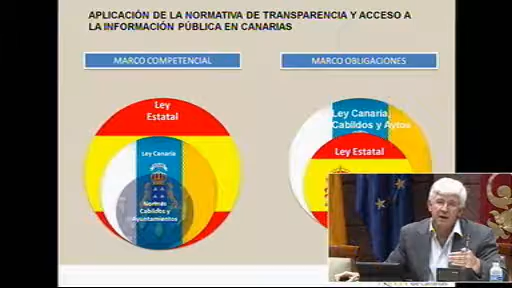 APLICACIÓN DE LA NORMATIVA DE TRANSPARENCIA Y ACCESO A
LA INFORMACIÓN PÚBLICA EN CANARIAS
MARCO COMPETENCIAL
MARCO OBLIGACIONES
Ley
Estatal
Ley Canaria
Normas
Cabildos y
Ayuntamientos
Ley Canaria,
Cabildos y Aytos
Ley Estatal